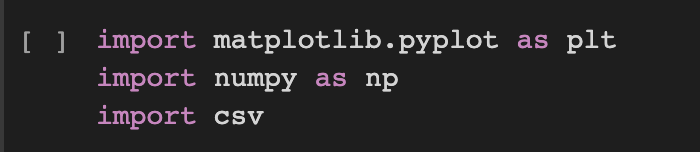 [ ] import matplotlib.pyplot as plt
import numpy as np
import csv